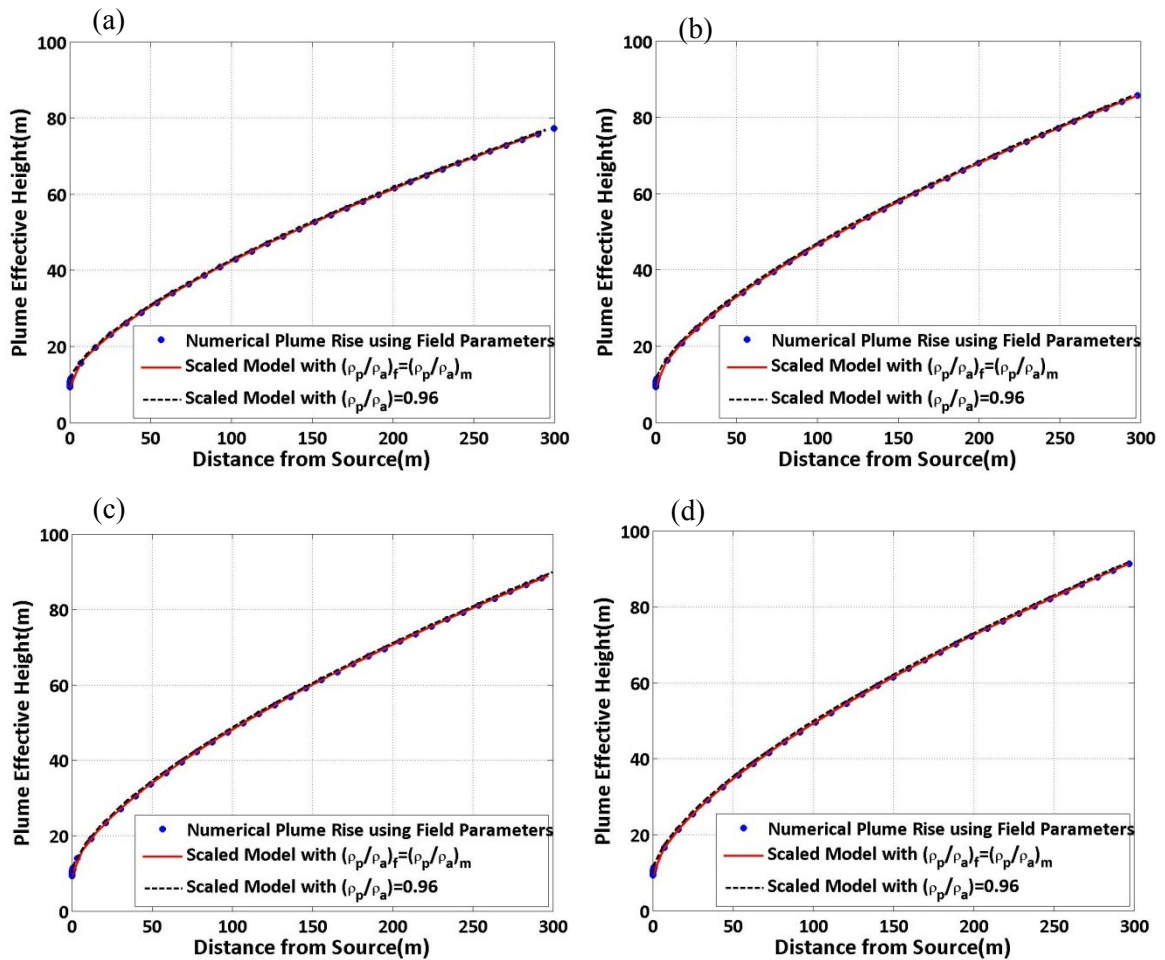 (a)
100
80
60
40
20
0
Plume Effective Height(m)
Numerical Plume Rise using Field Parameters
Scaled Model with (ρp/ρa)f=(ρp/ρa)m
Scaled Model with (ρp/ρa)=0.96
0 50 100 150 200 250 300
Distance from Source(m)
(b)
100
80
60
40
20
0
Plume Effective Height(m)
Numerical Plume Rise using Field Parameters
Scaled Model with (ρp/ρa)f=(ρp/ρa)m
Scaled Model with (ρp/ρa)=0.96
0 50 100 150 200 250 300
Distance from Source(m)
(c)
100
80
60
40
20
0
Plume Effective Height(m)
Numerical Plume Rise using Field Parameters
Scaled Model with (ρp/ρa)f=(ρp/ρa)m
Scaled Model with (ρp/ρa)=0.96
0 50 100 150 200 250 300
Distance from Source(m)
(d)
100
80
60
40
20
0
Plume Effective Height(m)
Numerical Plume Rise using Field Parameters
Scaled Model with (ρp/ρa)f=(ρp/ρa)m
Scaled Model with (ρp/ρa)=0.96
0 50 100 150 200 250 300
Distance from Source(m)